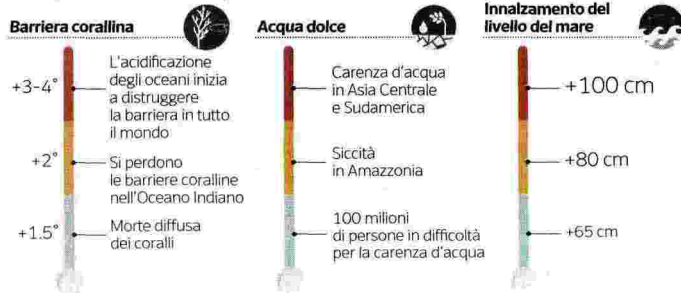 Barriera corallina
+3-4°
L'acidificazione
degli oceani inizia
a distruggere
la barriera in tutto
il mondo
+2°
Si perdono
le barriere coralline
nell'Oceano Indiano
+1.5°
Morte diffusa
dei coralli
Acqua dolce
Carenza d'acqua
in Asia Centrale
e Sudamerica
Siccità
in Amazzonia
100 milioni
di persone in difficoltà
per la carenza d'acqua
Innalzamento del
livello del mare
+100 cm
+80 cm
+65 cm